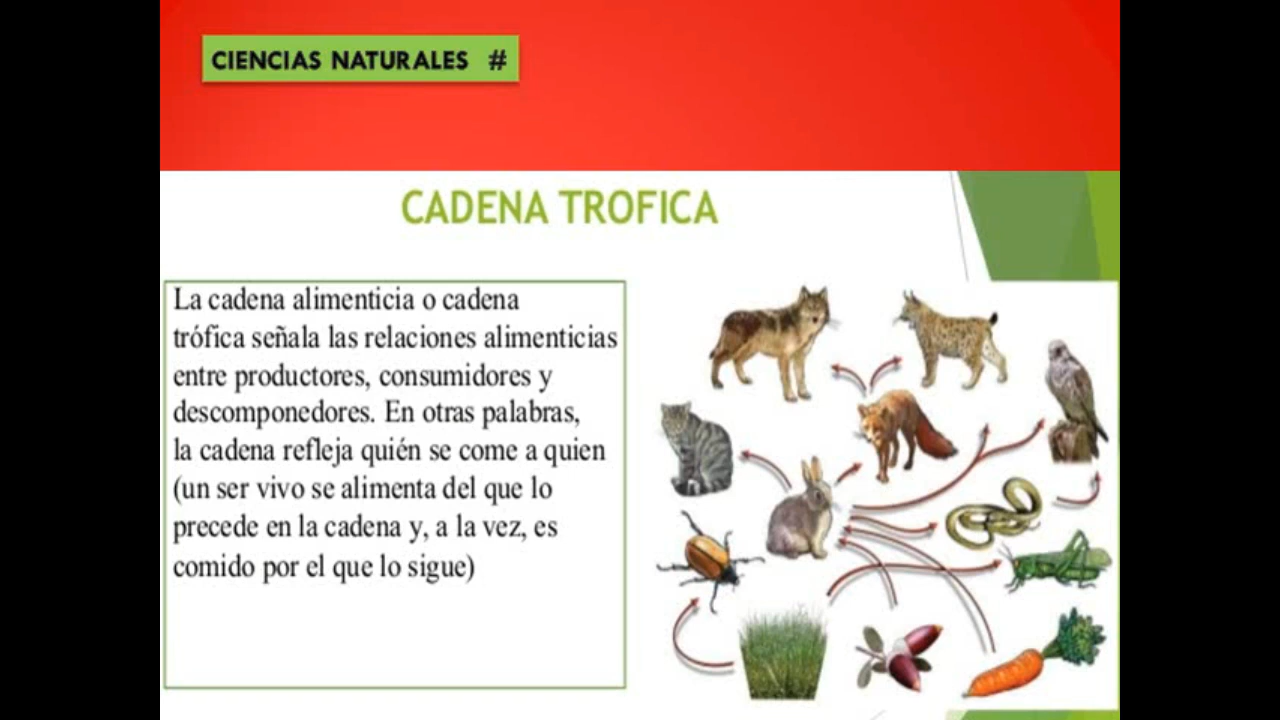 CIENCIAS NATURALES #
CADENA TROFICA
La cadena alimenticia o cadena
trófica señala las relaciones alimenticias
entre productores, consumidores y
descomponedores. En otras palabras,
la cadena refleja quién se come a quien
(un ser vivo se alimenta del que lo
precede en la cadena y, a la vez, es
comido por el que lo sigue)